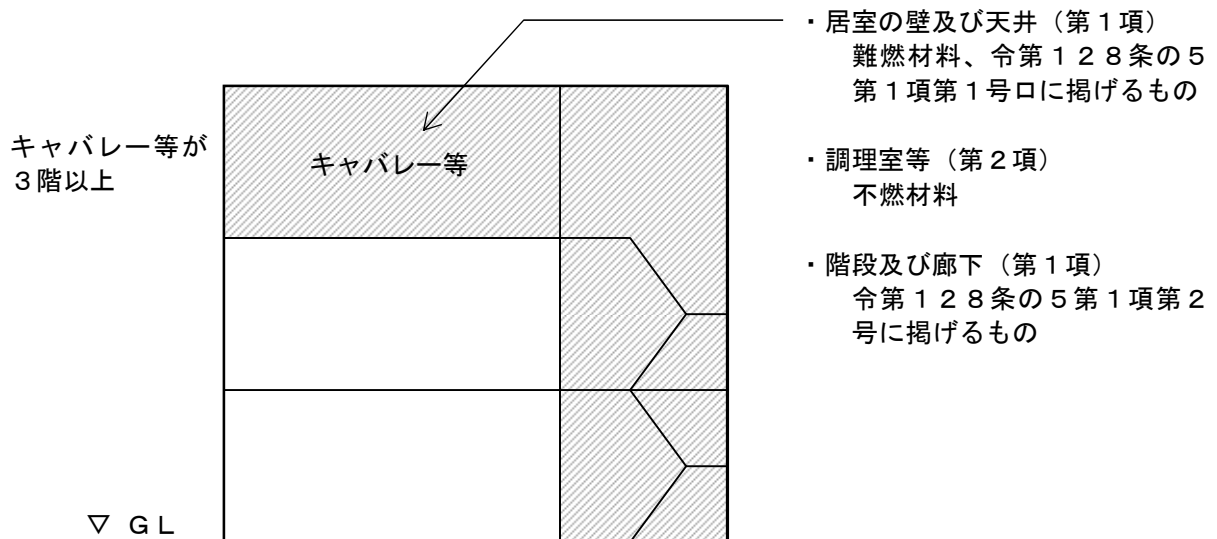 ・居室の壁及び天井（第１項）
難燃材料、令第１２８条の５
第１項第１号ロに掲げるもの
キャバレー等が
３階以上
キャバレー等
・調理室等（第２項）
不燃材料
・階段及び廊下（第１項）
令第１２８条の５第１項第２
号に掲げるもの
▽ ＧＬ